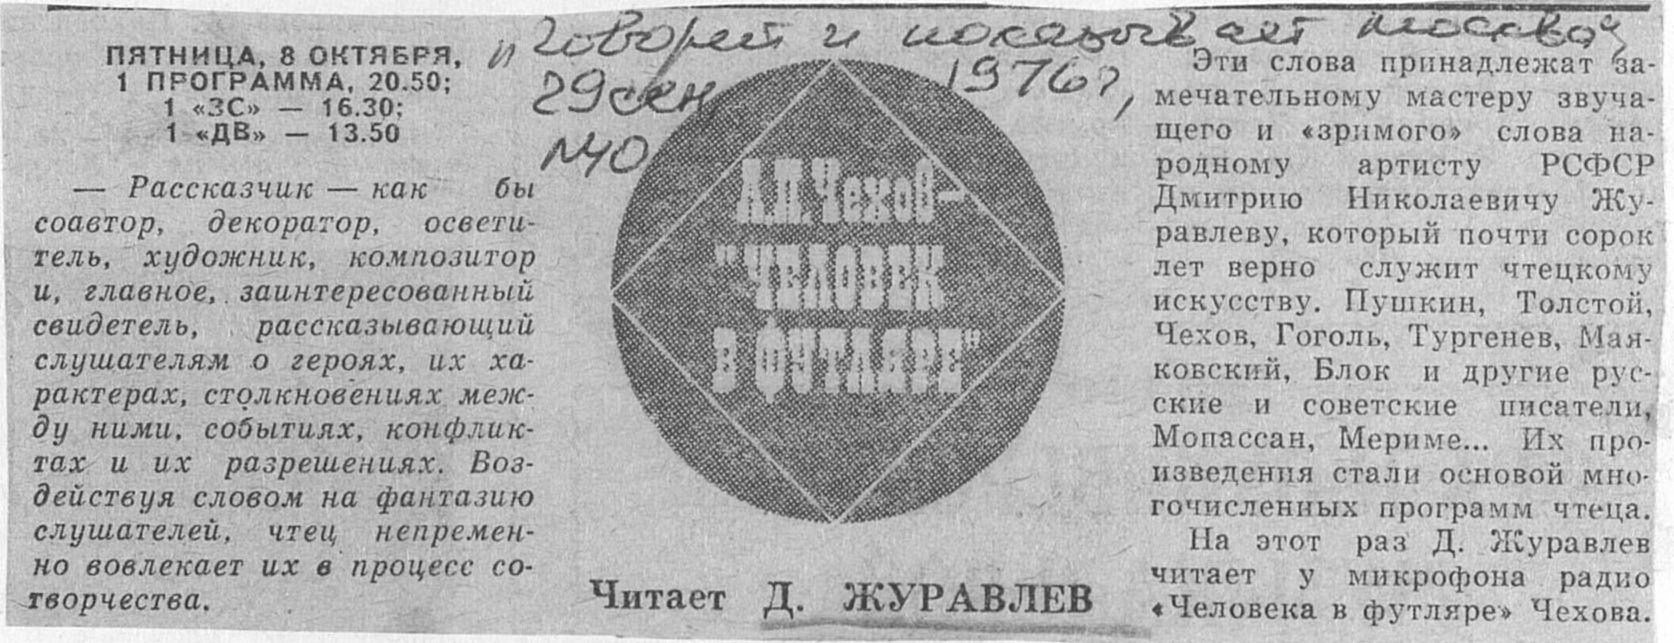 "Говорит и показывает Москва",
29 сен 1976 г.,
№40
ПЯТНИЦА, 8 ОКТЯБРЯ,
1 ПРОГРАММА, 20.50;
1 «ЗС» — 16.30;
1 «ДВ» — 13.50
— Рассказчик — как бы
соавтор, декоратор, освети-
тель, художник, композитор
и, главное, заинтересованный
свидетель, рассказывающий
слушателям о героях, их ха-
рактерах, столкновениях меж-
ду ними, событиях, конфлик-
тах и их разрешениях. Воз-
действуя словом на фантазию
слушателей, чтец непремен-
но вовлекает их в процесс со-
творчества.
А.П.Чехов—
"ЧЕЛОВЕК
В ФУТЛЯРЕ"
Читает Д. ЖУРАВЛЕВ
Эти слова принадлежат за-
мечательному мастеру звуча-
щего и «зримого» слова на-
родному артисту РСФСР
Дмитрию Николаевичу Жу-
равлеву, который почти сорок
лет верно служит чтецкому
искусству. Пушкин, Толстой,
Чехов, Гоголь, Тургенев, Мая-
ковский, Блок и другие рус-
ские и советские писатели,
Мопассан, Мериме... Их про-
изведения стали основой мно-
гочисленных программ чтеца.
На этот раз Д. Журавлев
читает у микрофона радио
«Человека в футляре» Чехова.